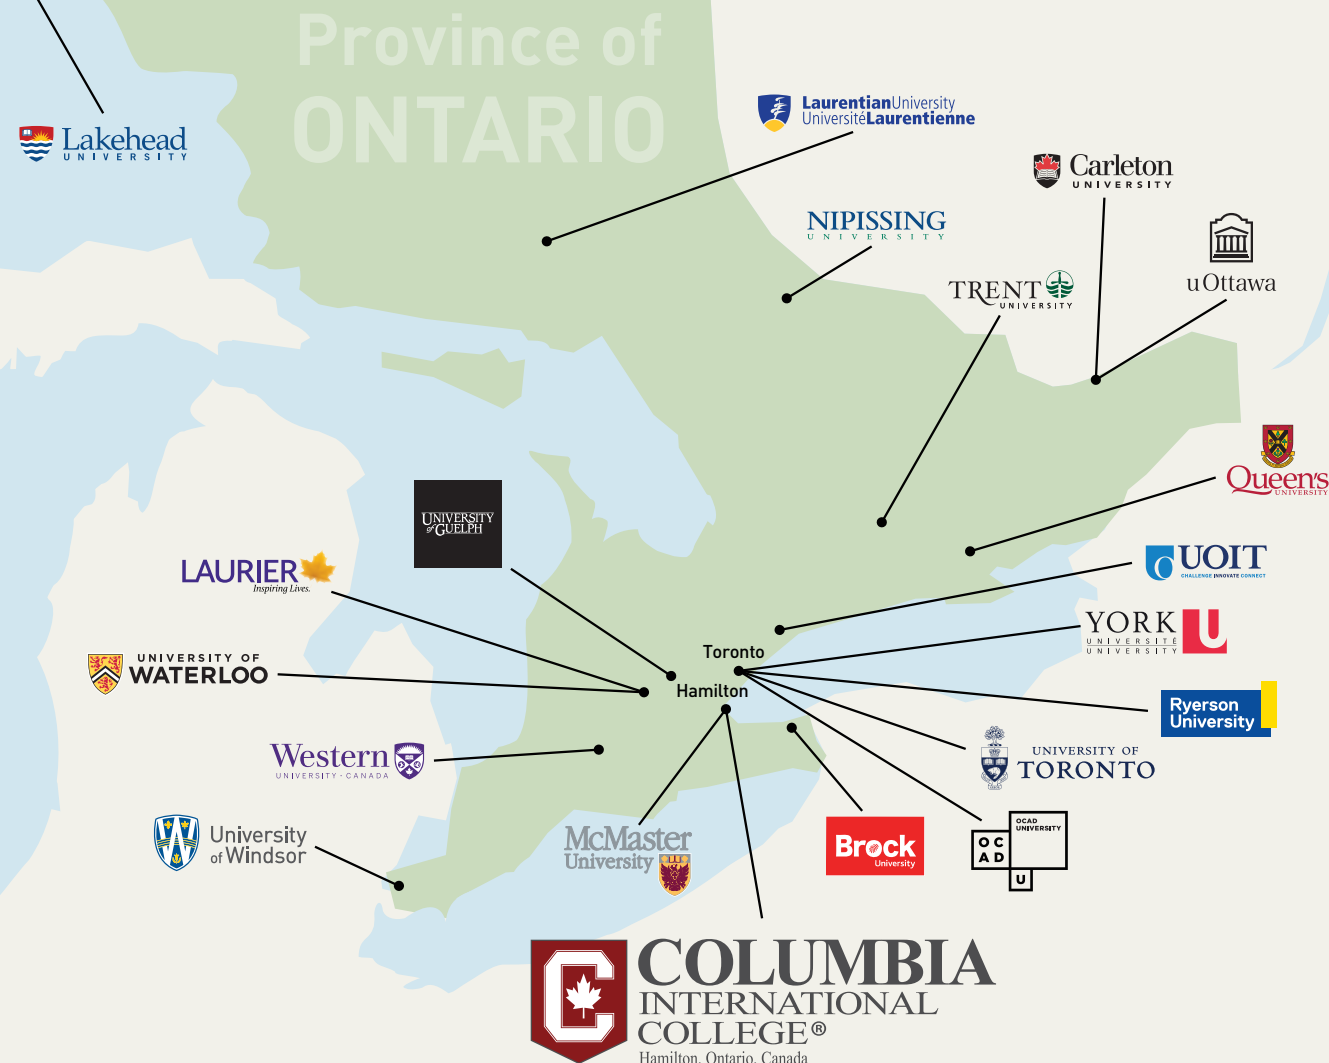 Province of
ONTARIO
LaurentianUniversity
UniversitéLaurentienne
Lakehead
UNIVERSITY
Carleton
UNIVERSITY
NIPISSING
UNIVERSITY
uOttawa
TRENT
UNIVERSITY
Queen's
UNIVERSITY
UNIVERSITY
of GUELPH
UOIT
CHALLENGE INNOVATE CONNECT
LAURIER
Inspiring Lives.
YORK U
UNIVERSITÉ
UNIVERSITY
Toronto
UNIVERSITY OF
WATERLOO
Hamilton
Ryerson
University
Western
UNIVERSITY · CANADA
UNIVERSITY OF
TORONTO
University
of Windsor
McMaster
University
Brock
University
OCAD
UNIVERSITY
OC
AD
U
C
COLUMBIA
INTERNATIONAL
COLLEGE®
Hamilton, Ontario, Canada